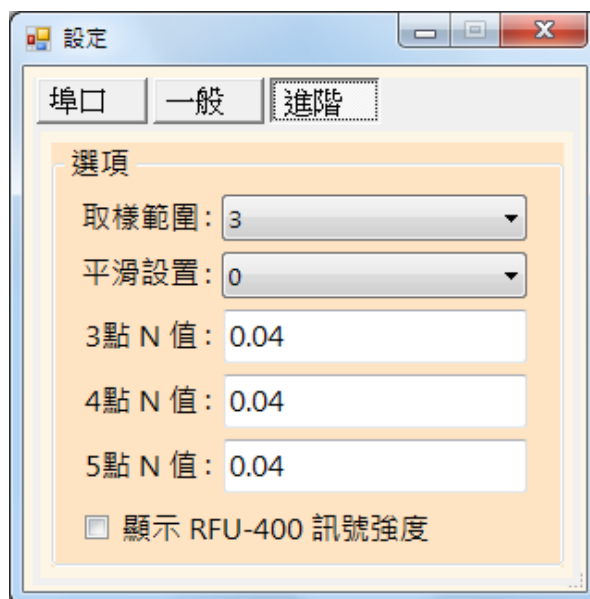 設定
埠口 一般 進階
選項
取樣範圍: 3
平滑設置: 0
3點 N 值: 0.04
4點 N 值: 0.04
5點 N 值: 0.04
顯示 RFU-400 訊號強度